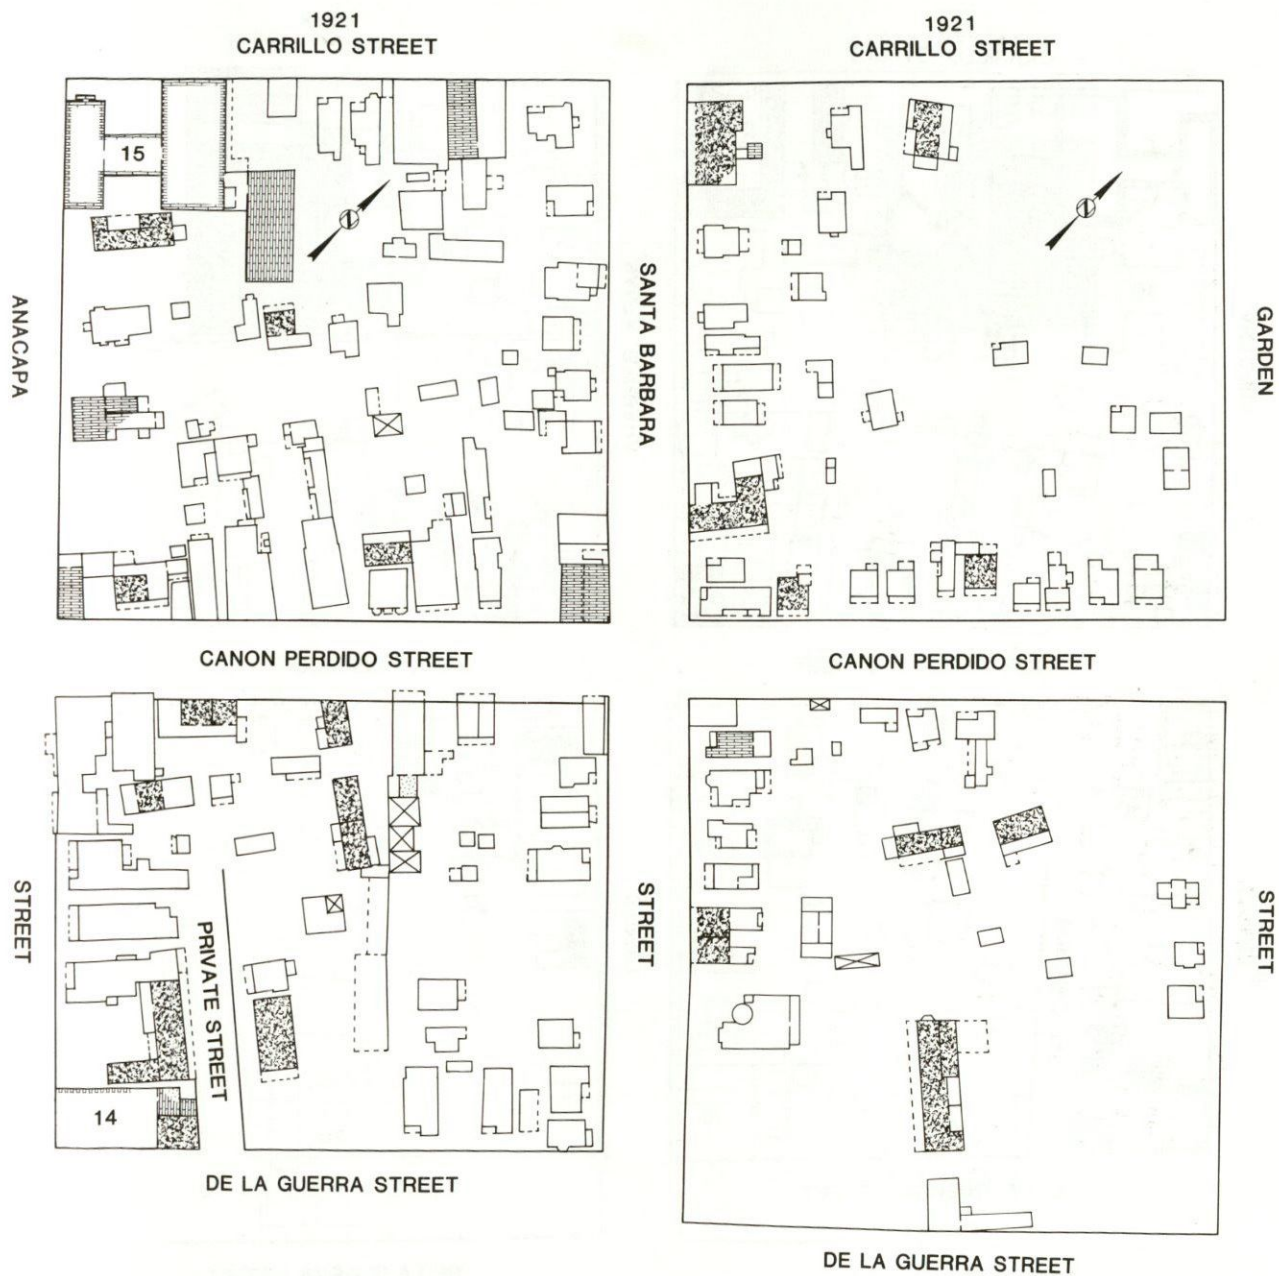 1921
CARRILLO STREET
1921
CARRILLO STREET
15
ANACAPA
SANTA BARBARA
GARDEN
CANON PERDIDO STREET
CANON PERDIDO STREET
STREET
PRIVATE STREET
STREET
STREET
14
DE LA GUERRA STREET
DE LA GUERRA STREET